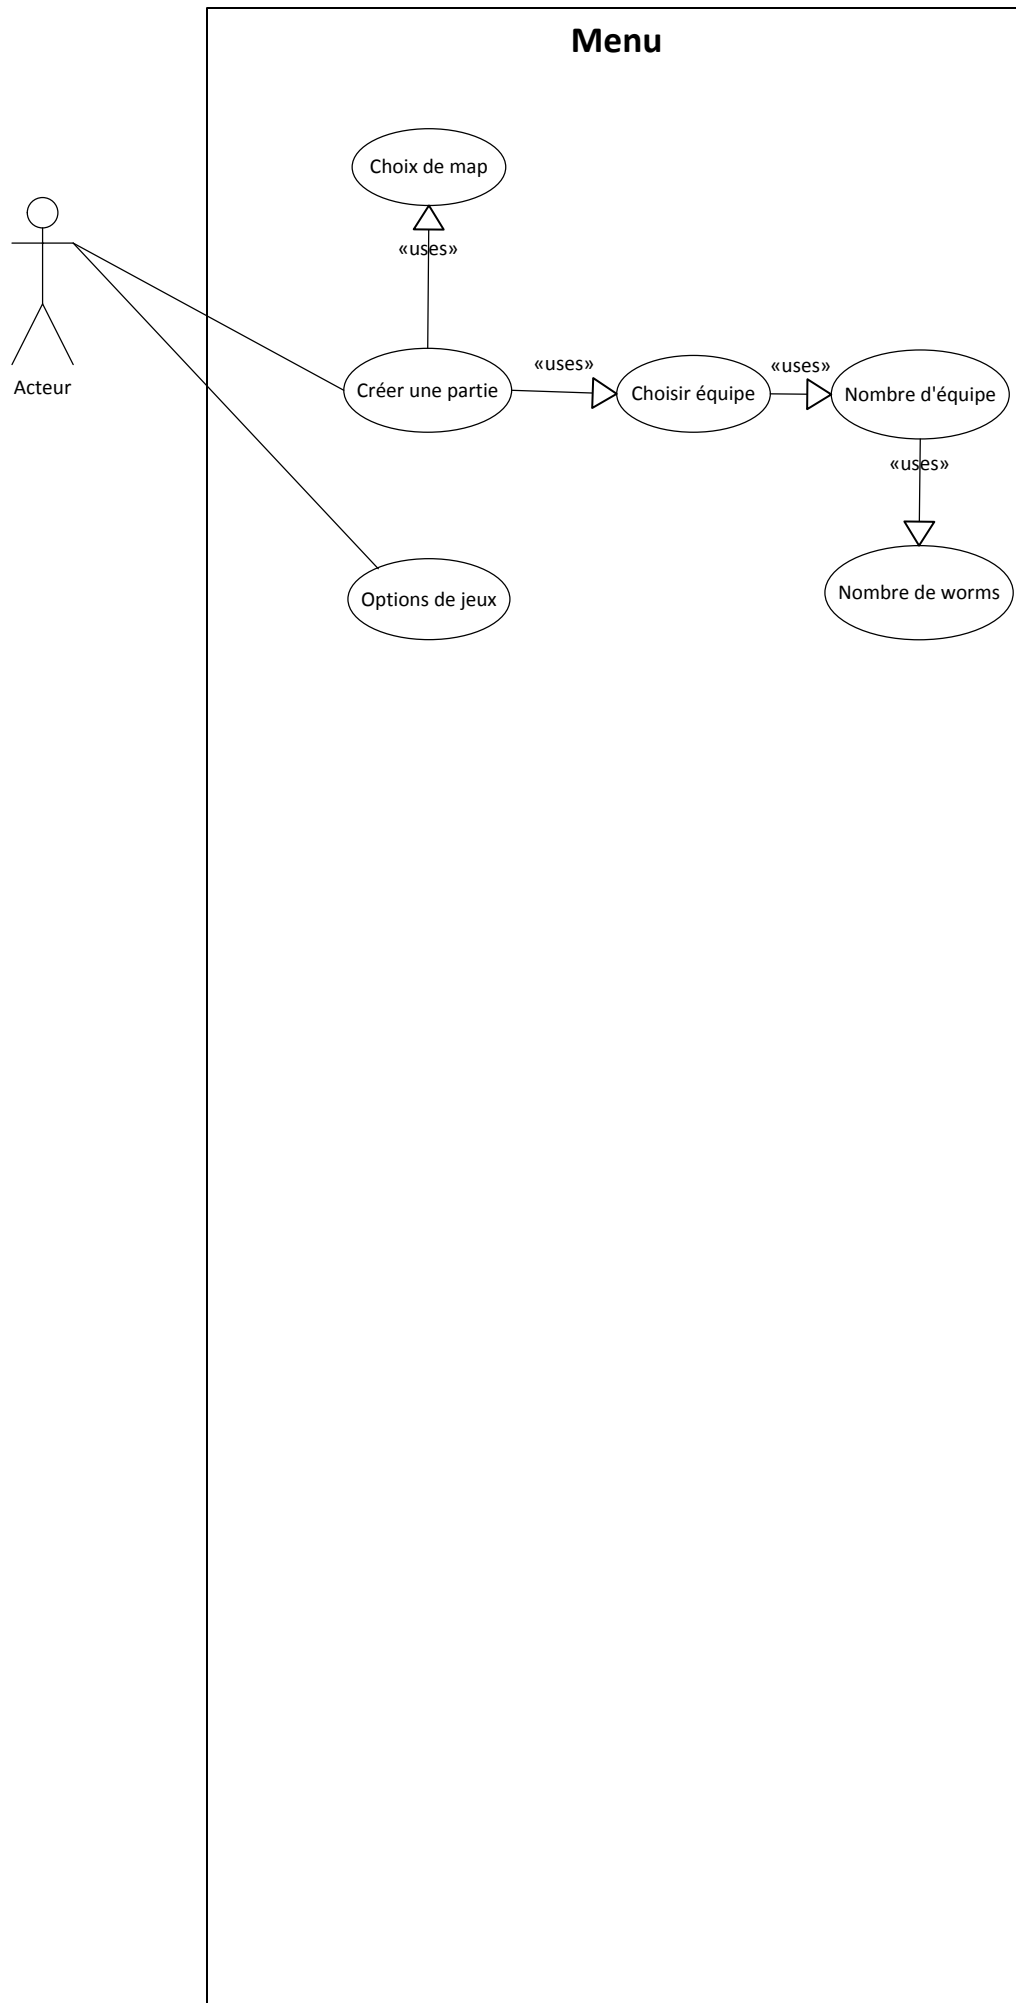 Menu
Choix de map
«uses»
Acteur
Créer une partie
«uses»
Choisir équipe
«uses»
Nombre d'équipe
«uses»
Options de jeux
Nombre de worms